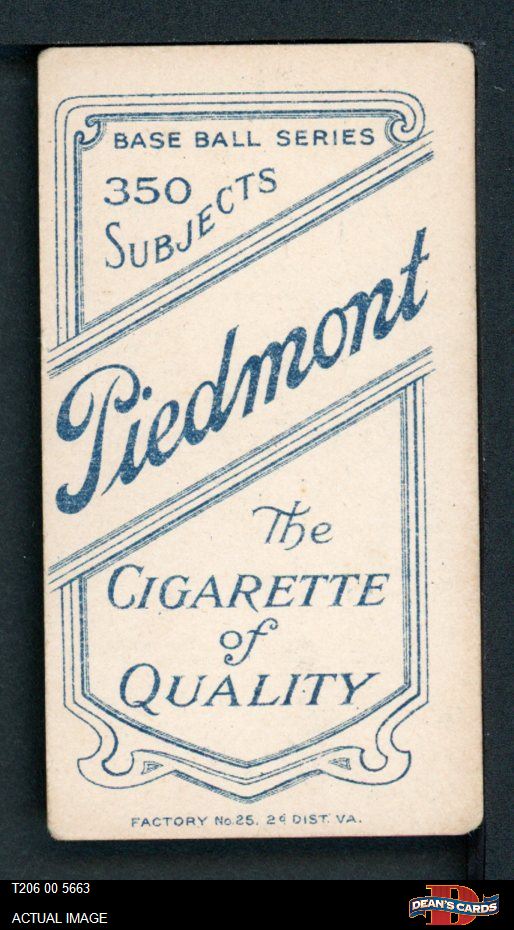 BASE BALL SERIES
350
SUBJECTS
Piedmont
The
CIGARETTE
of
QUALITY
FACTORY No. 25. 2d DIST. VA.
T206 00 5663
ACTUAL IMAGE
D
DEAN'S CARDS